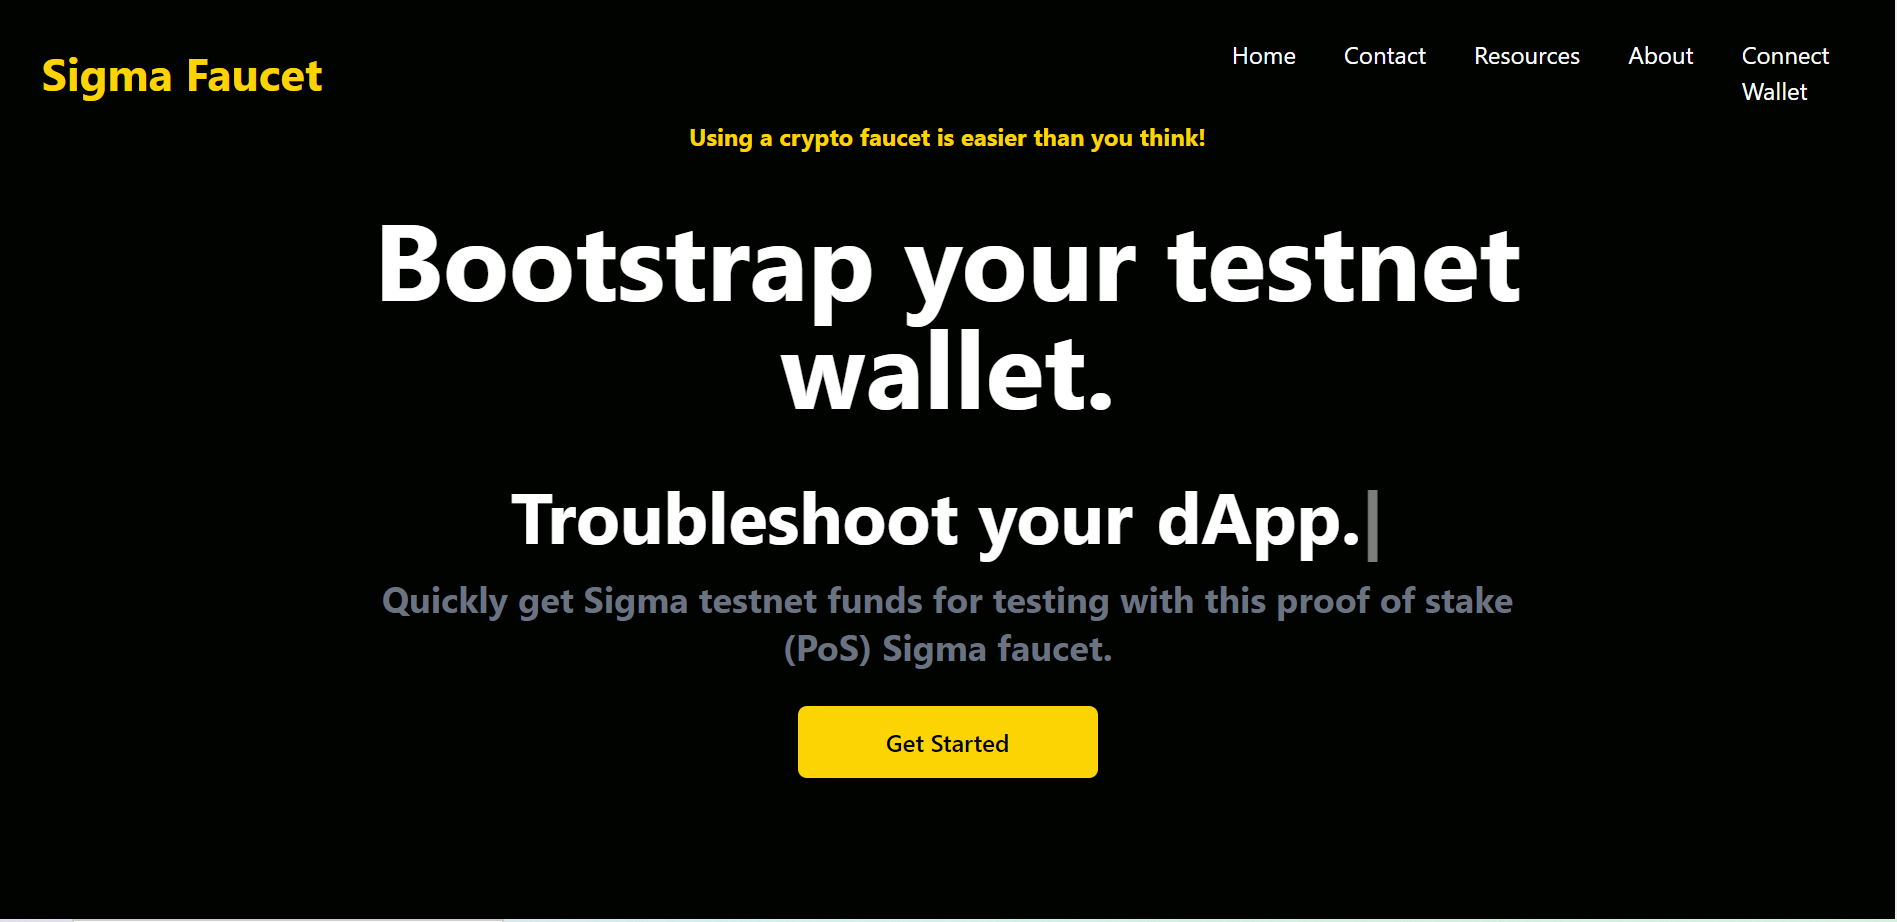 Sigma Faucet
Home Contact Resources About Connect
Wallet
Using a crypto faucet is easier than you think!
Bootstrap your testnet
wallet.
Troubleshoot your dApp.|
Quickly get Sigma testnet funds for testing with this proof of stake
(PoS) Sigma faucet.
Get Started